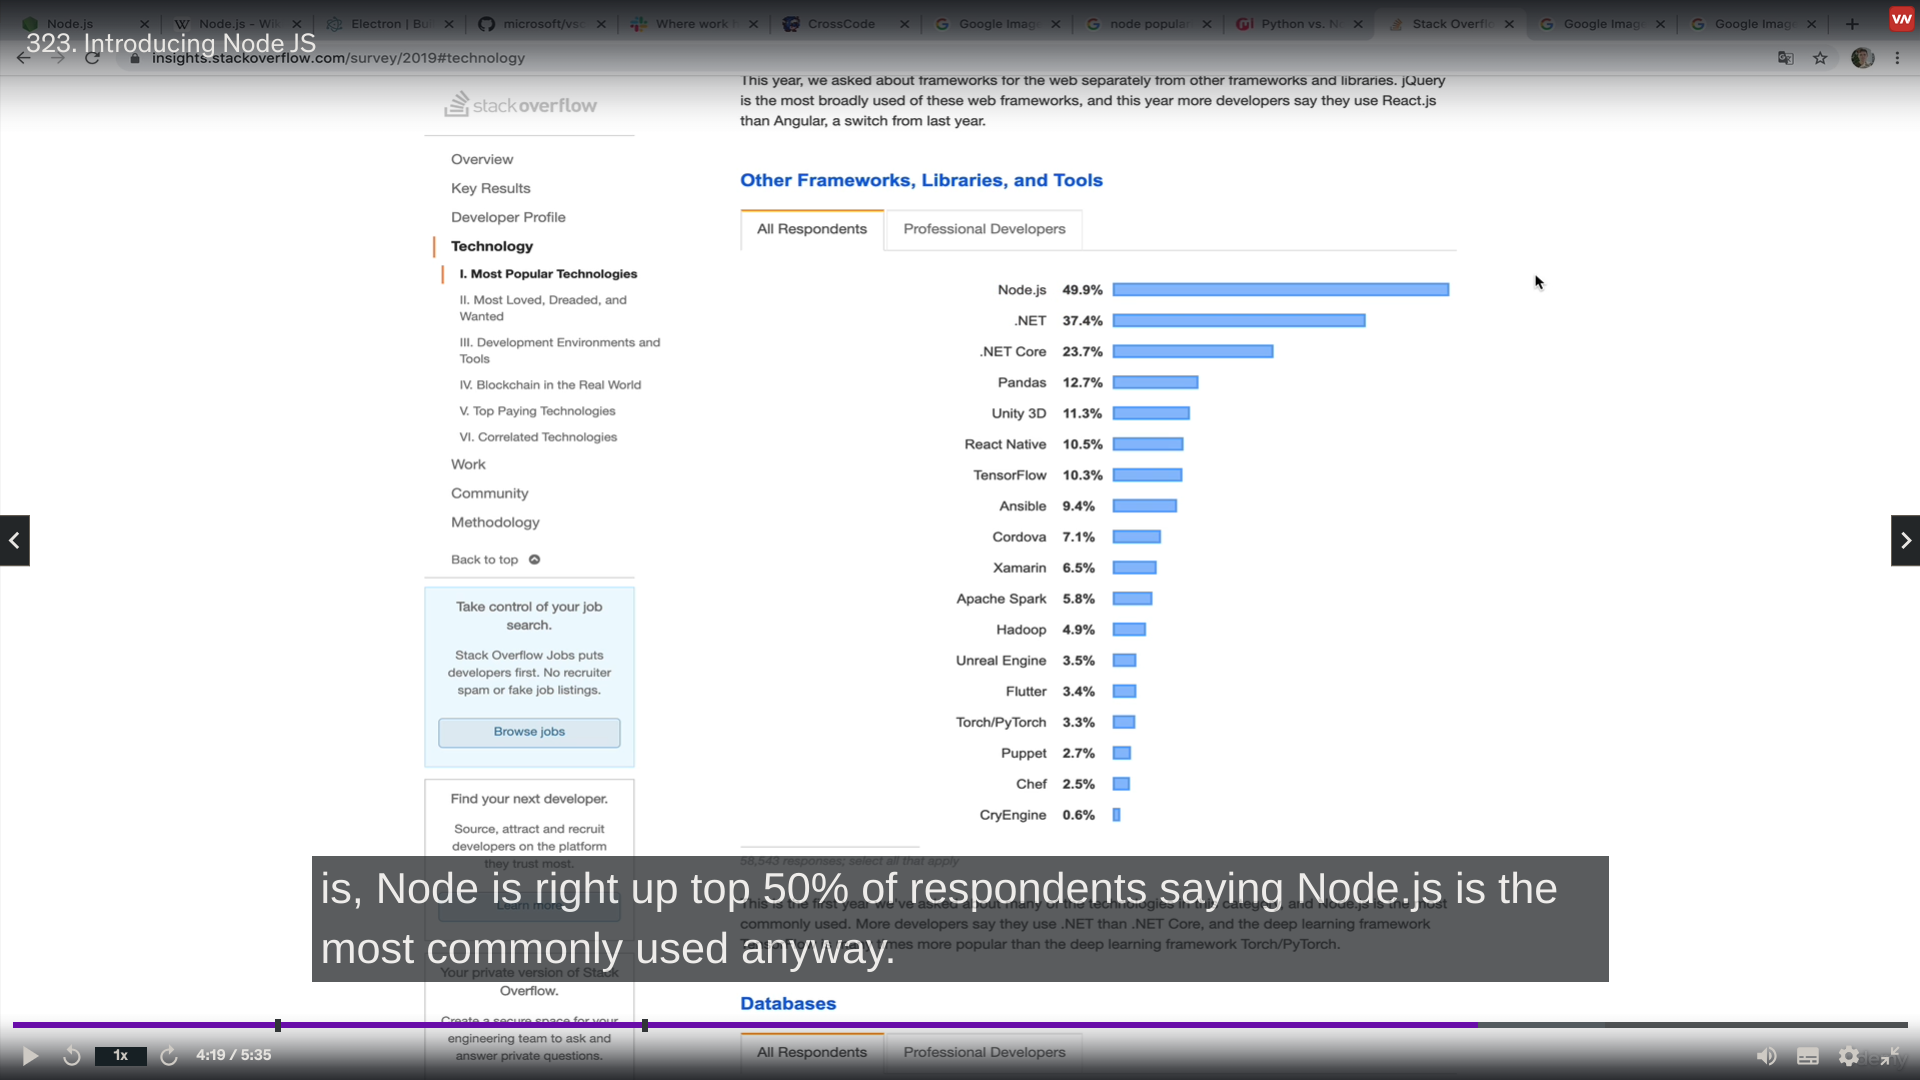 Node.js
Node.js - Wik
Electron | Bu
microsoft/vsc
Where work h
CrossCode
Google Imag
node popular
Python vs. N
Stack Overflo
Google Imag
Google Imag
323. Introducing Node JS
insights.stackoverflow.com/survey/2019#technology
This year, we asked about frameworks for the web separately from other frameworks and libraries. jQuery
is the most broadly used of these web frameworks, and this year more developers say they use React.js
than Angular, a switch from last year.
stackoverflow
Overview
Key Results
Developer Profile
Technology
I. Most Popular Technologies
II. Most Loved, Dreaded, and
Wanted
III. Development Environments and
Tools
IV. Blockchain in the Real World
V. Top Paying Technologies
VI. Correlated Technologies
Work
Community
Methodology
Back to top
Take control of your job
search.
Stack Overflow Jobs puts
developers first. No recruiter
spam or fake job listings.
Browse jobs
Find your next developer.
Source, attract and recruit
developers on the platform
they trust most.
Learn more
Your private version of Stack
Overflow.
Create a secure space for your
engineering team to ask and
answer private questions.
Other Frameworks, Libraries, and Tools
All Respondents Professional Developers
Node.js 49.9%
.NET 37.4%
.NET Core 23.7%
Pandas 12.7%
Unity 3D 11.3%
React Native 10.5%
TensorFlow 10.3%
Ansible 9.4%
Cordova 7.1%
Xamarin 6.5%
Apache Spark 5.8%
Hadoop 4.9%
Unreal Engine 3.5%
Flutter 3.4%
Torch/PyTorch 3.3%
Puppet 2.7%
Chef 2.5%
CryEngine 0.6%
58,543 responses; select all that apply
This is the first year we've asked about many of the technologies in this category, and Node.js is the most
commonly used. More developers say they use .NET than .NET Core, and the deep learning framework
times more popular than the deep learning framework Torch/PyTorch.
is, Node is right up top 50% of respondents saying Node.js is the
most commonly used anyway.
Databases
All Respondents Professional Developers
1x
4:19 / 5:35